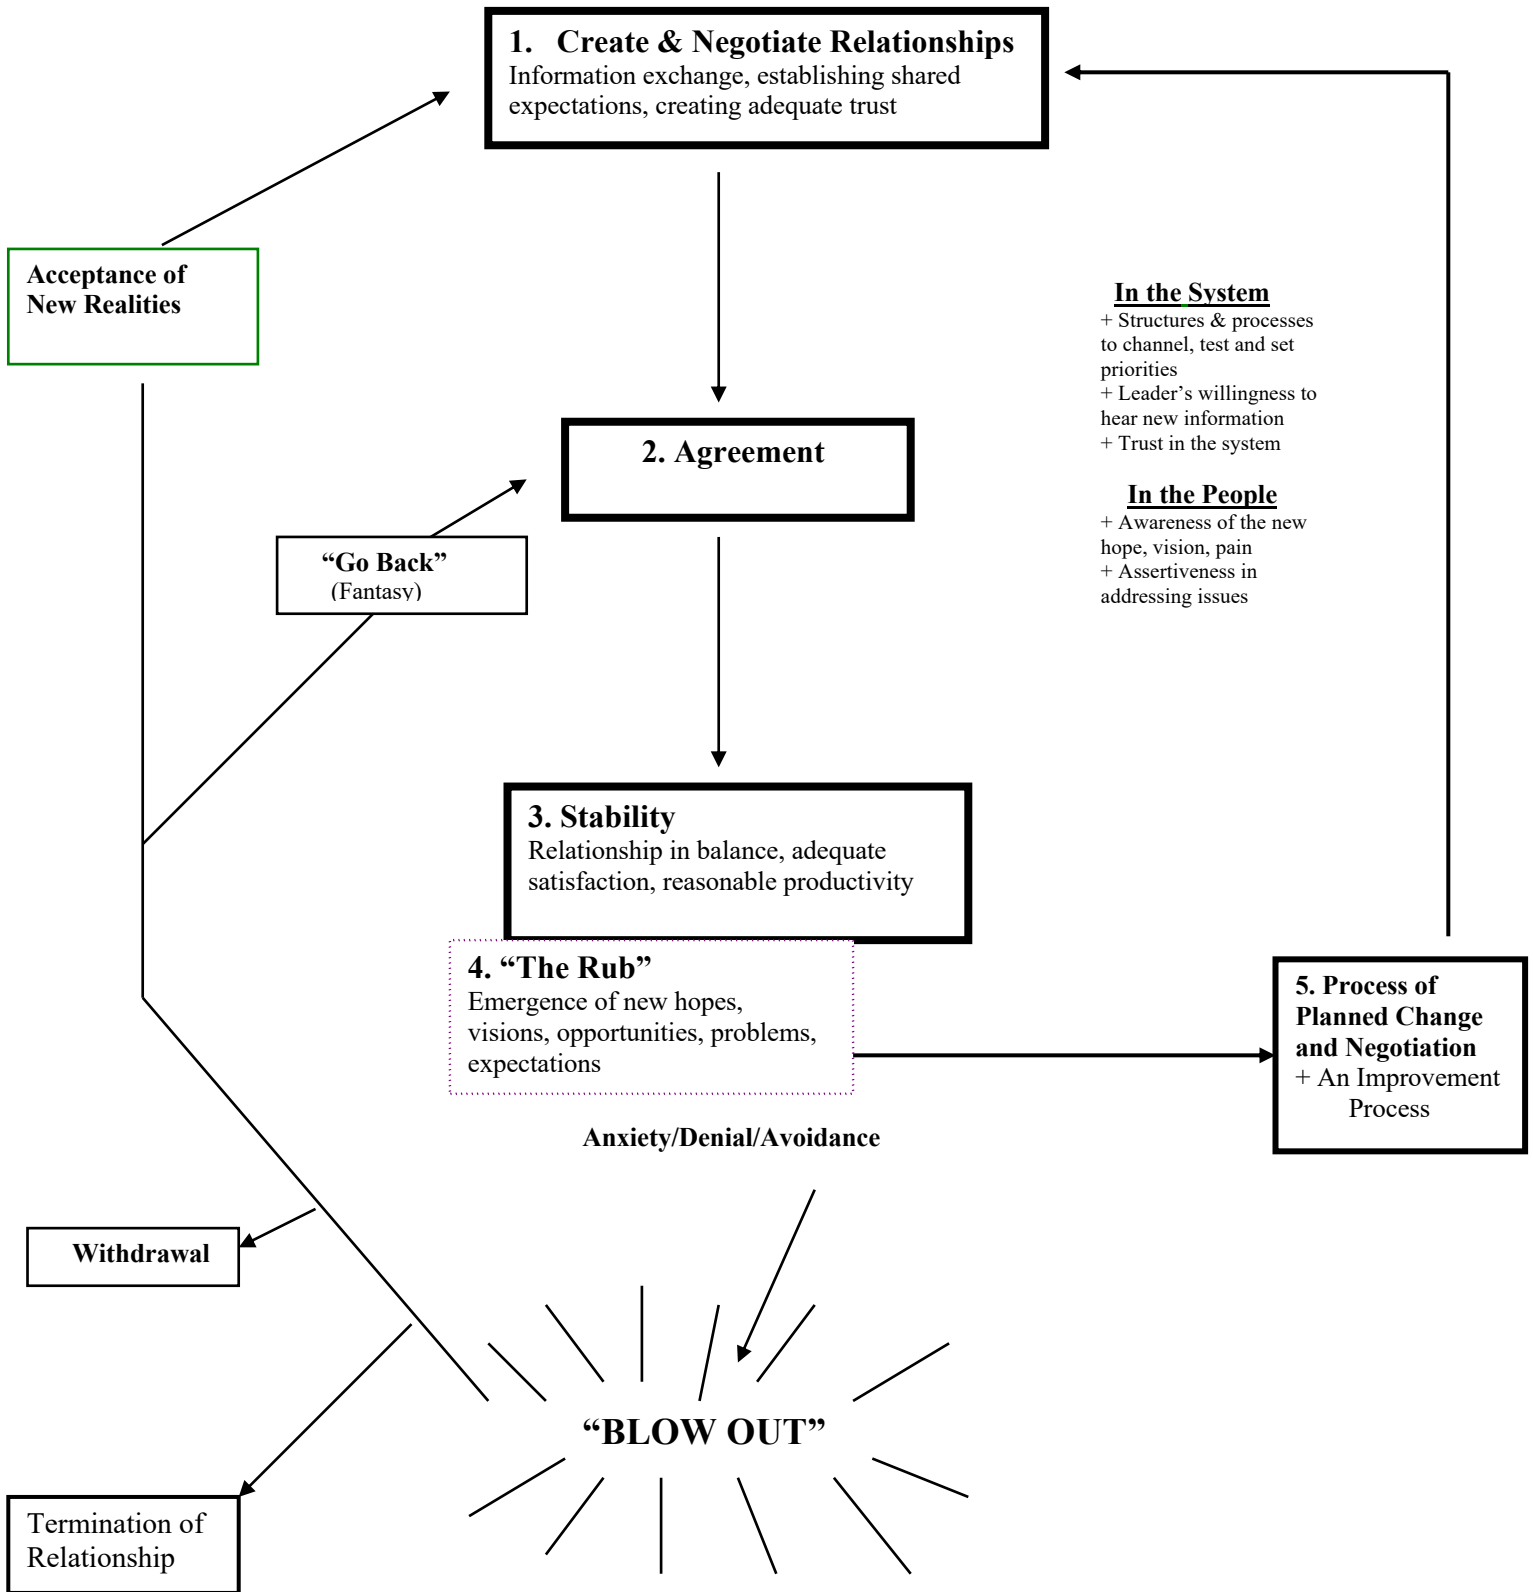 1. Create & Negotiate Relationships
Information exchange, establishing shared
expectations, creating adequate trust
Acceptance of
New Realities
In the System
+ Structures & processes
to channel, test and set
priorities
+ Leader’s willingness to
hear new information
+ Trust in the system
In the People
+ Awareness of the new
hope, vision, pain
+ Assertiveness in
addressing issues
2. Agreement
“Go Back”
(Fantasy)
3. Stability
Relationship in balance, adequate
satisfaction, reasonable productivity
4. “The Rub”
Emergence of new hopes,
visions, opportunities, problems,
expectations
5. Process of
Planned Change
and Negotiation
+ An Improvement
Process
Anxiety/Denial/Avoidance
Withdrawal
“BLOW OUT”
Termination of
Relationship